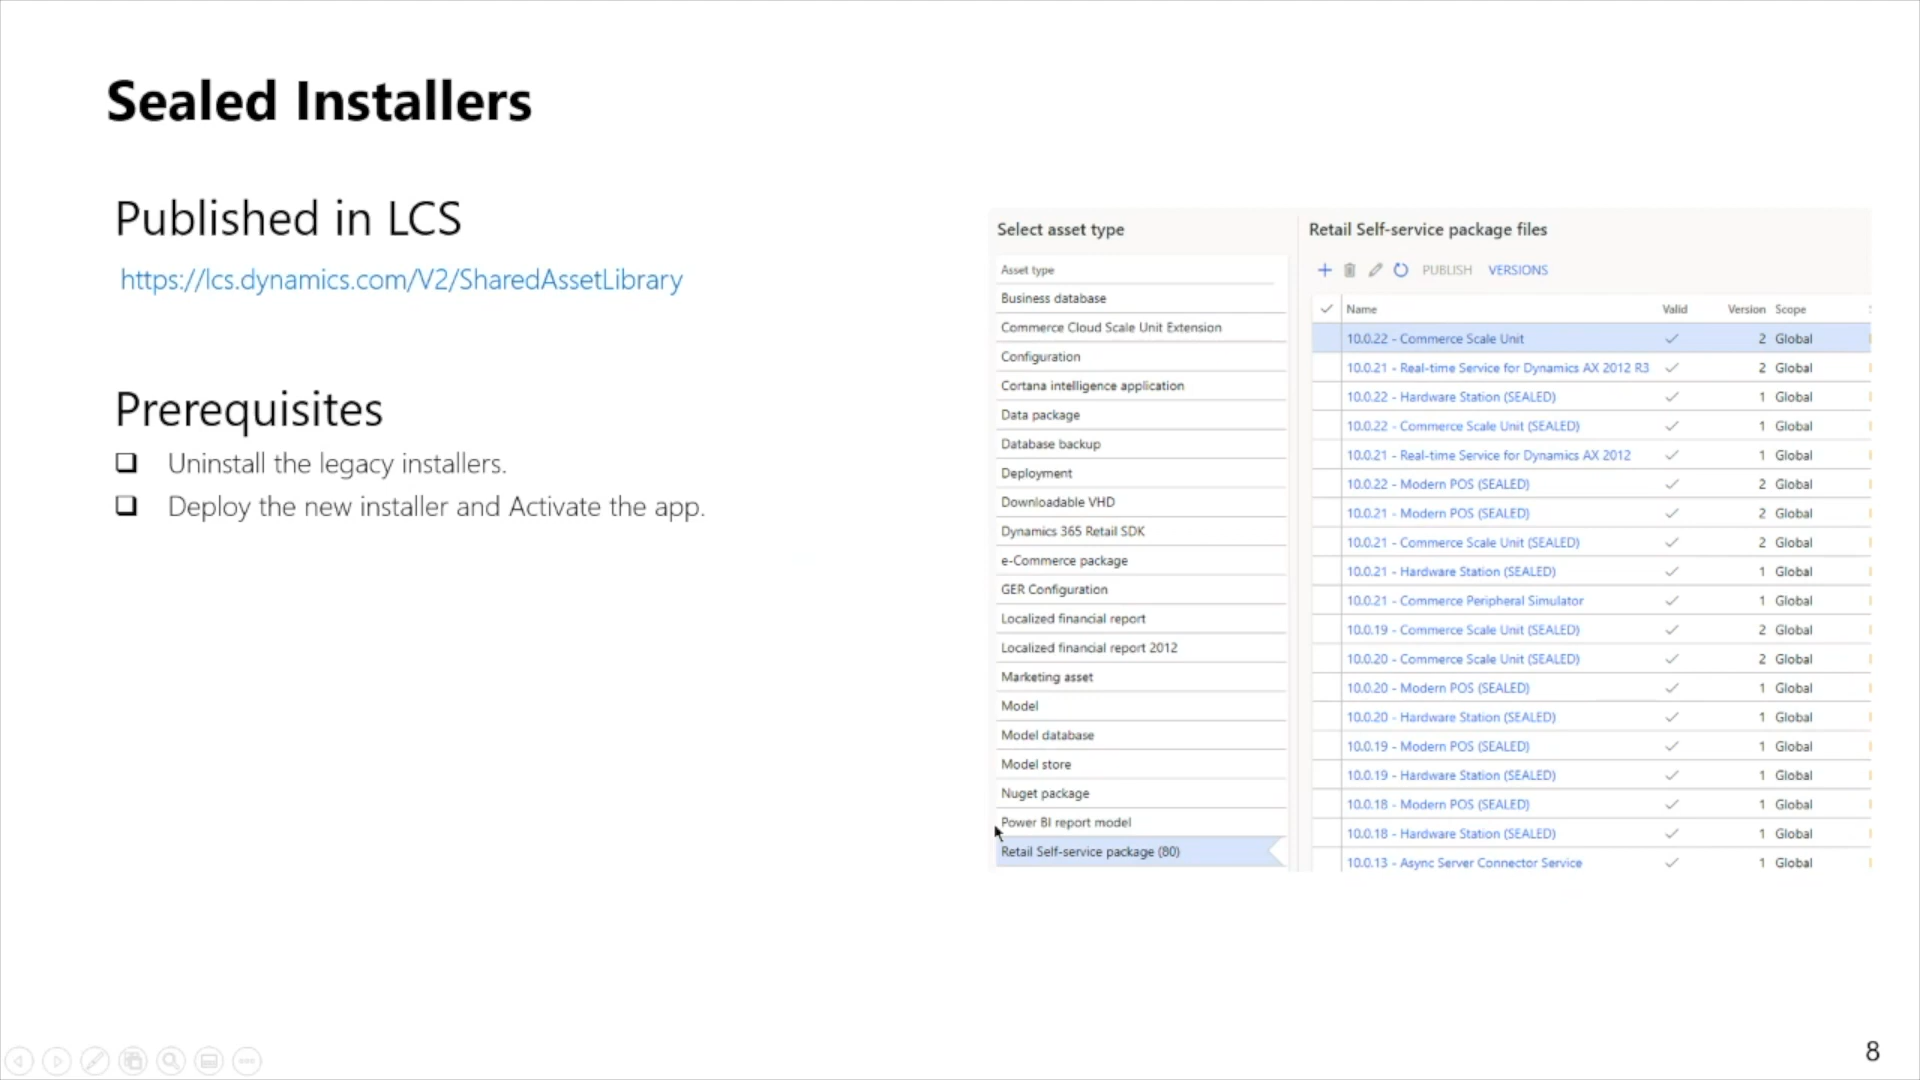 Sealed Installers
Published in LCS
https://lcs.dynamics.com/V2/SharedAssetLibrary
Prerequisites
Uninstall the legacy installers.
Deploy the new installer and Activate the app.
Select asset type
Asset type
Business database
Commerce Cloud Scale Unit Extension
Configuration
Cortana intelligence application
Data package
Database backup
Deployment
Downloadable VHD
Dynamics 365 Retail SDK
e-Commerce package
GER Configuration
Localized financial report
Localized financial report 2012
Marketing asset
Model
Model database
Model store
Nuget package
Power BI report model
Retail Self-service package (80)
Retail Self-service package files
PUBLISH VERSIONS
Name Valid Version Scope
10.0.22 - Commerce Scale Unit 2 Global
10.0.21 - Real-time Service for Dynamics AX 2012 R3 2 Global
10.0.22 - Hardware Station (SEALED) 1 Global
10.0.22 - Commerce Scale Unit (SEALED) 1 Global
10.0.21 - Real-time Service for Dynamics AX 2012 1 Global
10.0.22 - Modern POS (SEALED) 2 Global
10.0.21 - Modern POS (SEALED) 2 Global
10.0.21 - Commerce Scale Unit (SEALED) 2 Global
10.0.21 - Hardware Station (SEALED) 1 Global
10.0.21 - Commerce Peripheral Simulator 1 Global
10.0.19 - Commerce Scale Unit (SEALED) 2 Global
10.0.20 - Commerce Scale Unit (SEALED) 2 Global
10.0.20 - Modern POS (SEALED) 1 Global
10.0.20 - Hardware Station (SEALED) 1 Global
10.0.19 - Modern POS (SEALED) 1 Global
10.0.19 - Hardware Station (SEALED) 1 Global
10.0.18 - Modern POS (SEALED) 1 Global
10.0.18 - Hardware Station (SEALED) 1 Global
10.0.13 - Async Server Connector Service 1 Global
8